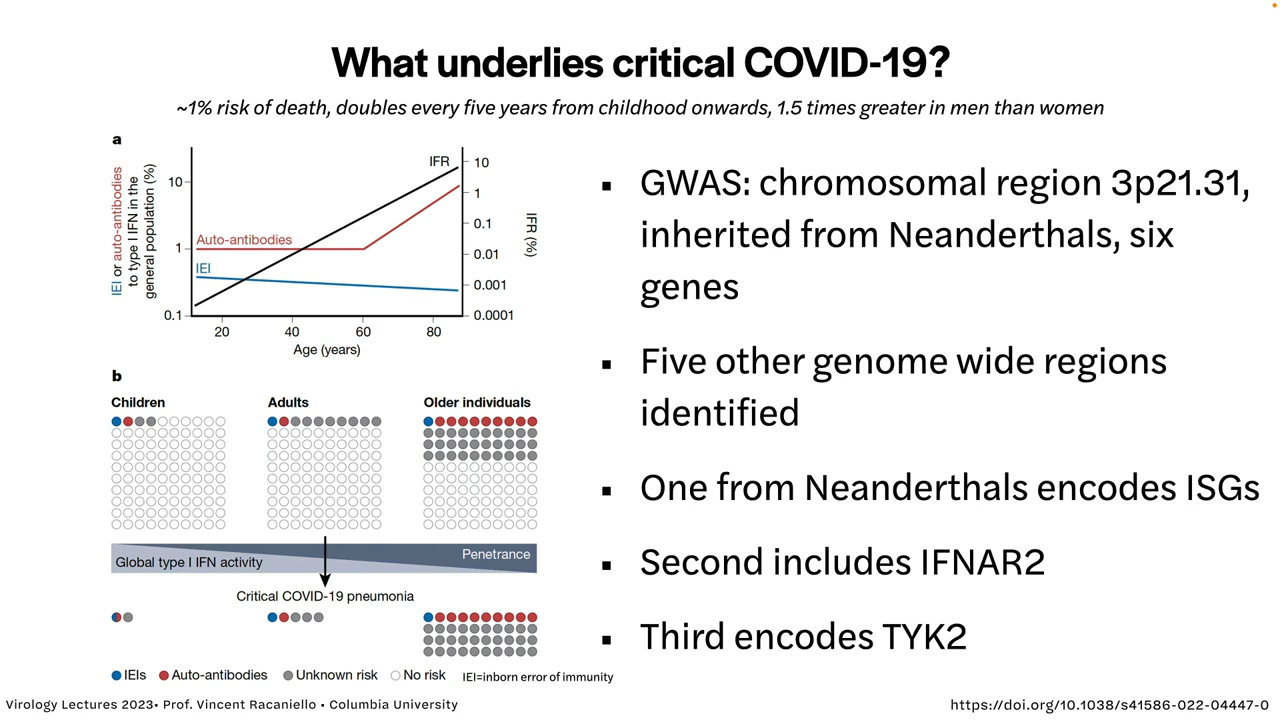 What underlies critical COVID-19?
~1% risk of death, doubles every five years from childhood onwards, 1.5 times greater in men than women
a
IEI or auto-antibodies
to type I IFN in the
general population (%)
10
1
0.1
Auto-antibodies
IEI
IFR
10
1
0.1
0.01
0.001
0.0001
IFR (%)
20 40 60 80
Age (years)
b
Children Adults Older individuals
Global type I IFN activity
Penetrance
Critical COVID-19 pneumonia
IEIs Auto-antibodies Unknown risk No risk IEI=inborn error of immunity
▪ GWAS: chromosomal region 3p21.31,
inherited from Neanderthals, six
genes
▪ Five other genome wide regions
identified
▪ One from Neanderthals encodes ISGs
▪ Second includes IFNAR2
▪ Third encodes TYK2
Virology Lectures 2023• Prof. Vincent Racaniello • Columbia University
https://doi.org/10.1038/s41586-022-04447-0